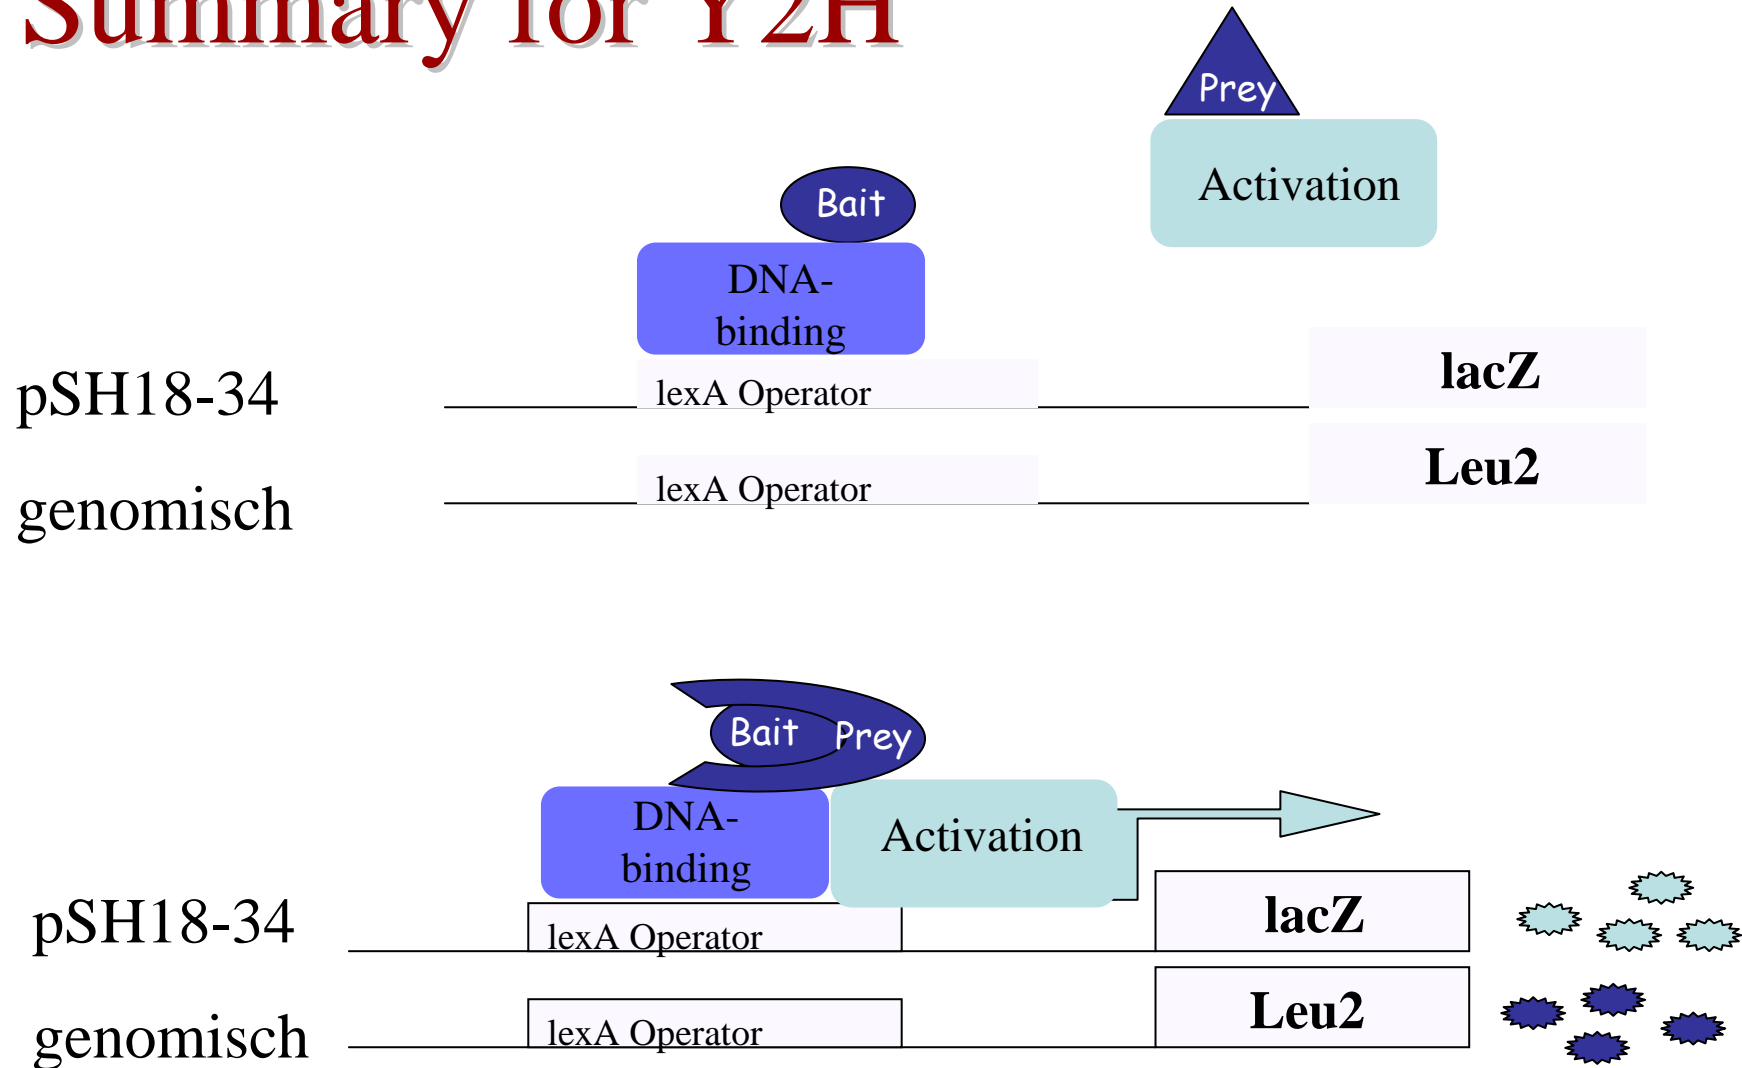 Summary for Y2H
Prey
Activation
Bait
DNA-
binding
pSH18-34
lexA Operator
lacZ
genomisch
lexA Operator
Leu2
Bait Prey
DNA-
binding
Activation
pSH18-34
lexA Operator
lacZ
genomisch
lexA Operator
Leu2